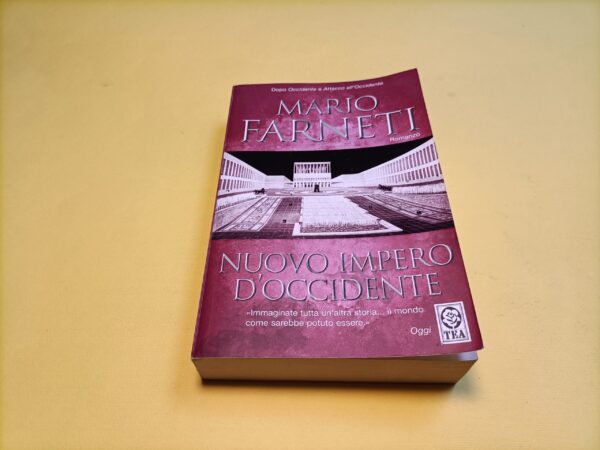 Dopo Occidente e Attacco all'Occidente
MARIO
FARNETI
Romanzo
NUOVO IMPERO
D'OCCIDENTE
«Immaginate tutta un'altra storia... il mondo
come sarebbe potuto essere.»
Oggi
TEA